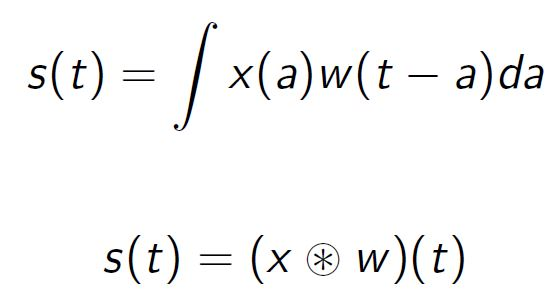 s(t) = ∫ x(a)w(t − a)da
s(t) = (x ⊛ w)(t)